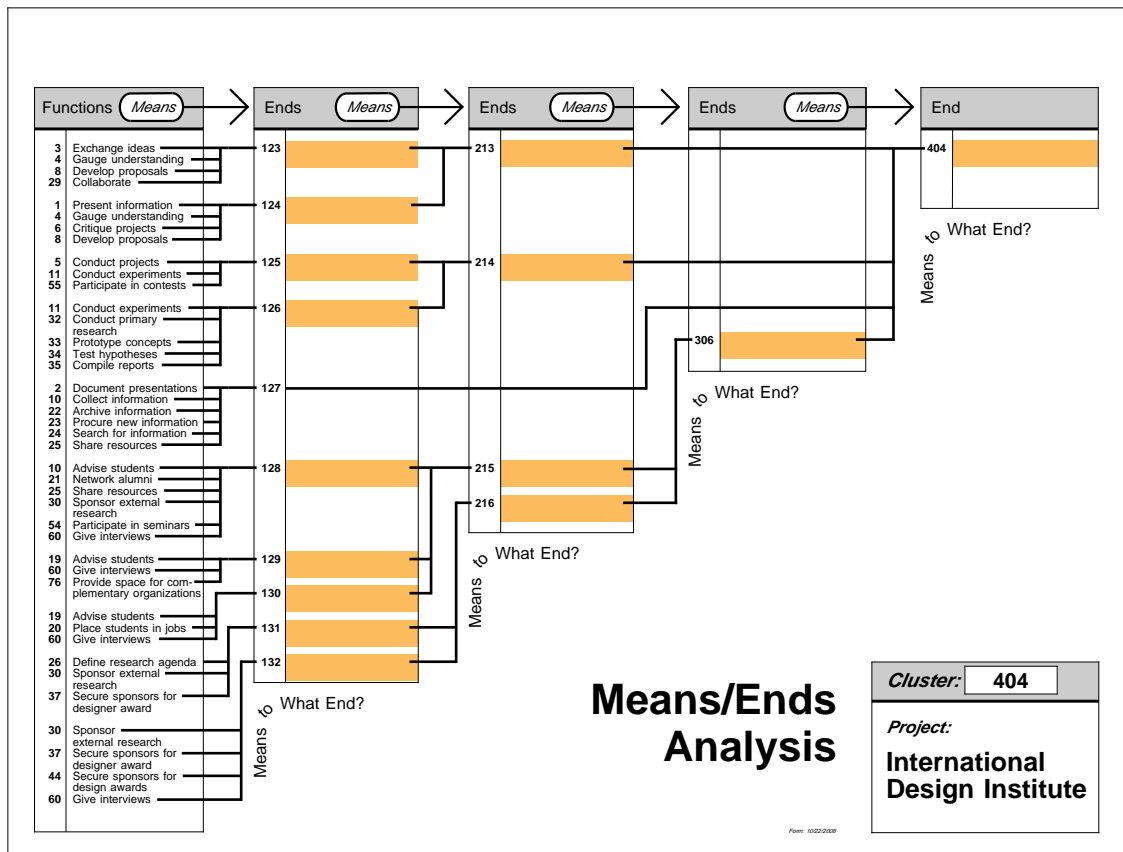 Functions Means
Ends Means
Ends Means
Ends Means
End
3 Exchange ideas
4 Gauge understanding
8 Develop proposals
29 Collaborate
1 Present information
4 Gauge understanding
6 Critique projects
8 Develop proposals
5 Conduct projects
11 Conduct experiments
55 Participate in contests
11 Conduct experiments
32 Conduct primary
research
33 Prototype concepts
34 Test hypotheses
35 Compile reports
2 Document presentations
10 Collect information
22 Archive information
23 Procure new information
24 Search for information
25 Share resources
10 Advise students
21 Network alumni
25 Share resources
30 Sponsor external
research
54 Participate in seminars
60 Give interviews
19 Advise students
60 Give interviews
76 Provide space for com-
plementary organizations
19 Advise students
20 Place students in jobs
60 Give interviews
26 Define research agenda
30 Sponsor external
research
37 Secure sponsors for
designer award
30 Sponsor
external research
37 Secure sponsors for
designer award
44 Secure sponsors for
design awards
60 Give interviews
123
124
125
126
127
128
129
130
131
132
Means to What End?
213
214
215
216
Means to What End?
306
Means to What End?
404
Means to What End?
Means/Ends
Analysis
Form: 10/22/2008
Cluster: 404
Project:
International
Design Institute